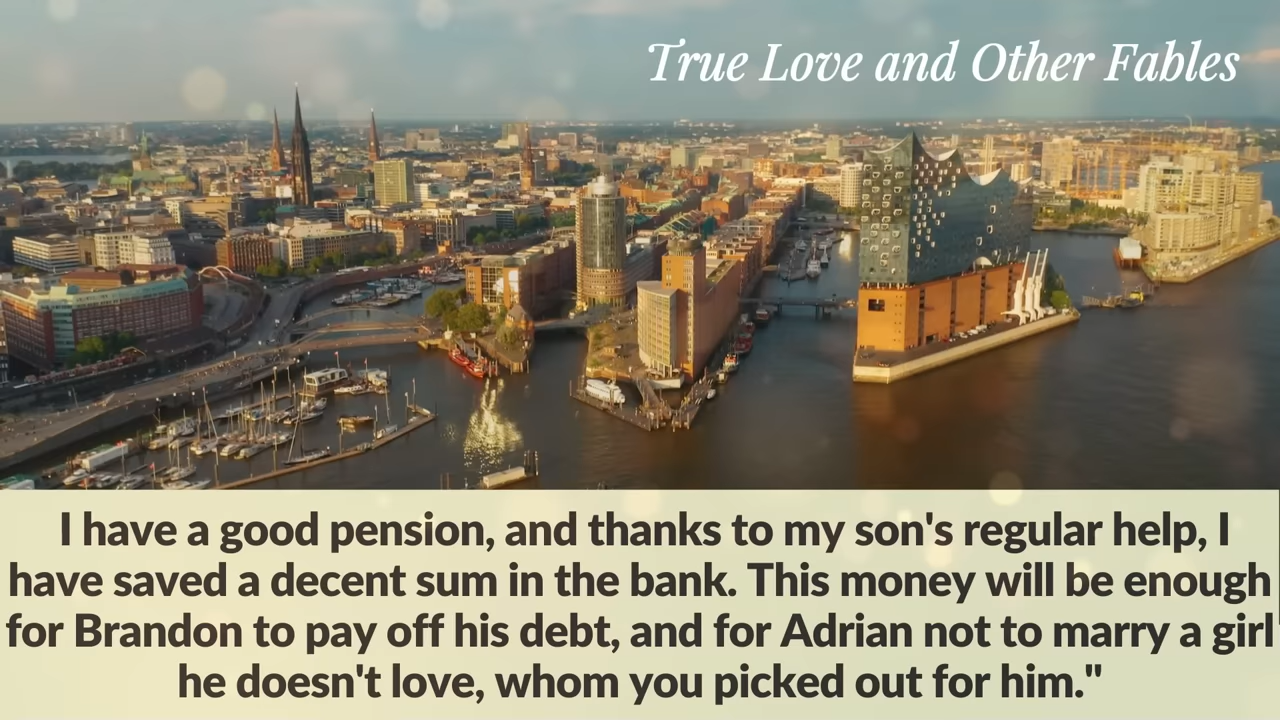 True Love and Other Fables
I have a good pension, and thanks to my son's regular help, I
have saved a decent sum in the bank. This money will be enough
for Brandon to pay off his debt, and for Adrian not to marry a girl
he doesn't love, whom you picked out for him."